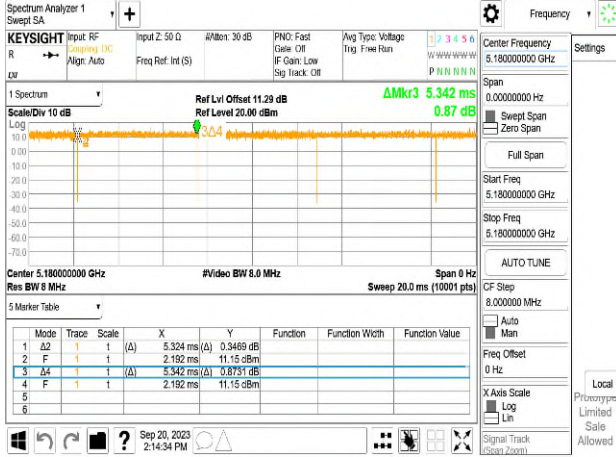 Spectrum Analyzer 1
Swept SA
Frequency
KEYSIGHT
R
Input: RF
Coupling: DC
Align: Auto
Input Z: 50 Ω
Freq Ref: Int (S)
#Atten: 30 dB
PNO: Fast
Gate: Off
IF Gain: Low
Sig Track: Off
Avg Type: Voltage
Trig: Free Run
1 2 3 4 5 6
W W W W W W
P N N N N N
1 Spectrum
Scale/Div 10 dB
Ref Lvl Offset 11.29 dB
Ref Level 20.00 dBm
ΔMkr3 5.342 ms
0.87 dB
Log
10.0
0.00
-10.0
-20.0
-30.0
-40.0
-50.0
-60.0
-70.0
3Δ4
Center 5.180000000 GHz
Res BW 8 MHz
#Video BW 8.0 MHz
Span 0 Hz
Sweep 20.0 ms (10001 pts)
5 Marker Table
Mode Trace Scale X Y Function Function Width Function Value
1 Δ2 1 t (Δ) 5.324 ms (Δ) 0.3469 dB
2 F 1 t 2.192 ms 11.15 dBm
3 Δ4 1 t (Δ) 5.342 ms (Δ) 0.8731 dB
4 F 1 t 2.192 ms 11.15 dBm
5
6
Sep 20, 2023
2:14:34 PM
Center Frequency
5.180000000 GHz
Span
0.00000000 Hz
Swept Span
Zero Span
Full Span
Start Freq
5.180000000 GHz
Stop Freq
5.180000000 GHz
AUTO TUNE
CF Step
8.000000 MHz
Auto
Man
Freq Offset
0 Hz
X Axis Scale
Log
Lin
Signal Track
(Span Zoom)
Settings
Local
Prototype
Limited
Sale
Allowed